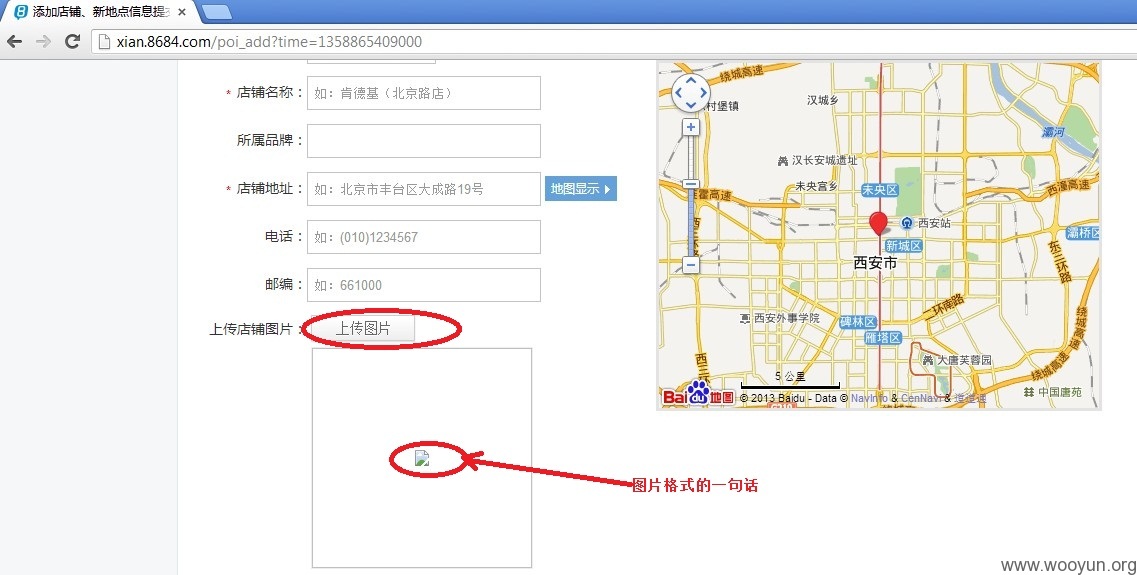 添加店铺、新地点信息提交
xian.8684.com/poi_add?time=1358865409000
* 店铺名称：
如：肯德基（北京路店）
所属品牌：
* 店铺地址：
如：北京市丰台区大成路19号
地图显示
电话：
如：(010)1234567
邮编：
如：661000
上传店铺图片：
上传图片
图片格式的一句话
绕城高速
村堡镇
汉城乡
灞河
汉长安城遗址
未央宫乡
未央区
西安站
灞桥区
新城区
西安市
东三环路
二环南路
西安外事学院
碑林区
雁塔区
西三环
大唐芙蓉园
绕城高速
中国唐苑
5 公里
Bai du 地图
© 2013 Baidu - Data © NavInfo & CenNavi & 道道通
www.wooyun.org